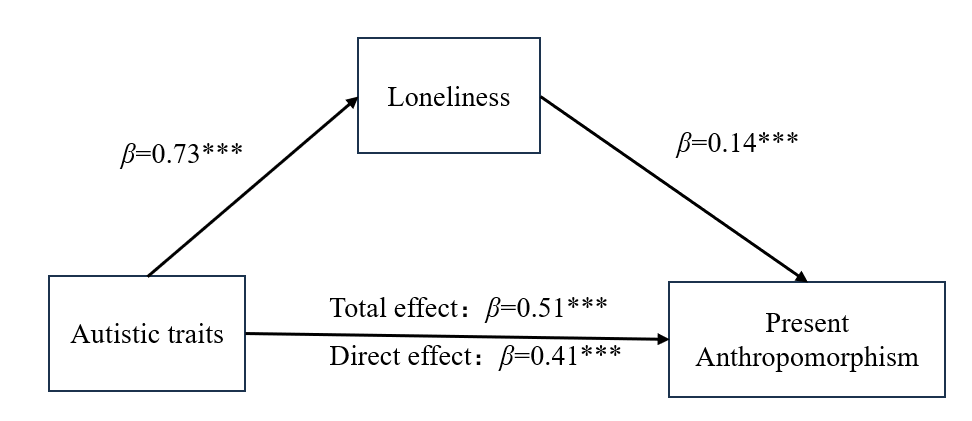 Loneliness
β=0.73***
β=0.14***
Autistic traits
Total effect：β=0.51***
Direct effect：β=0.41***
Present
Anthropomorphism